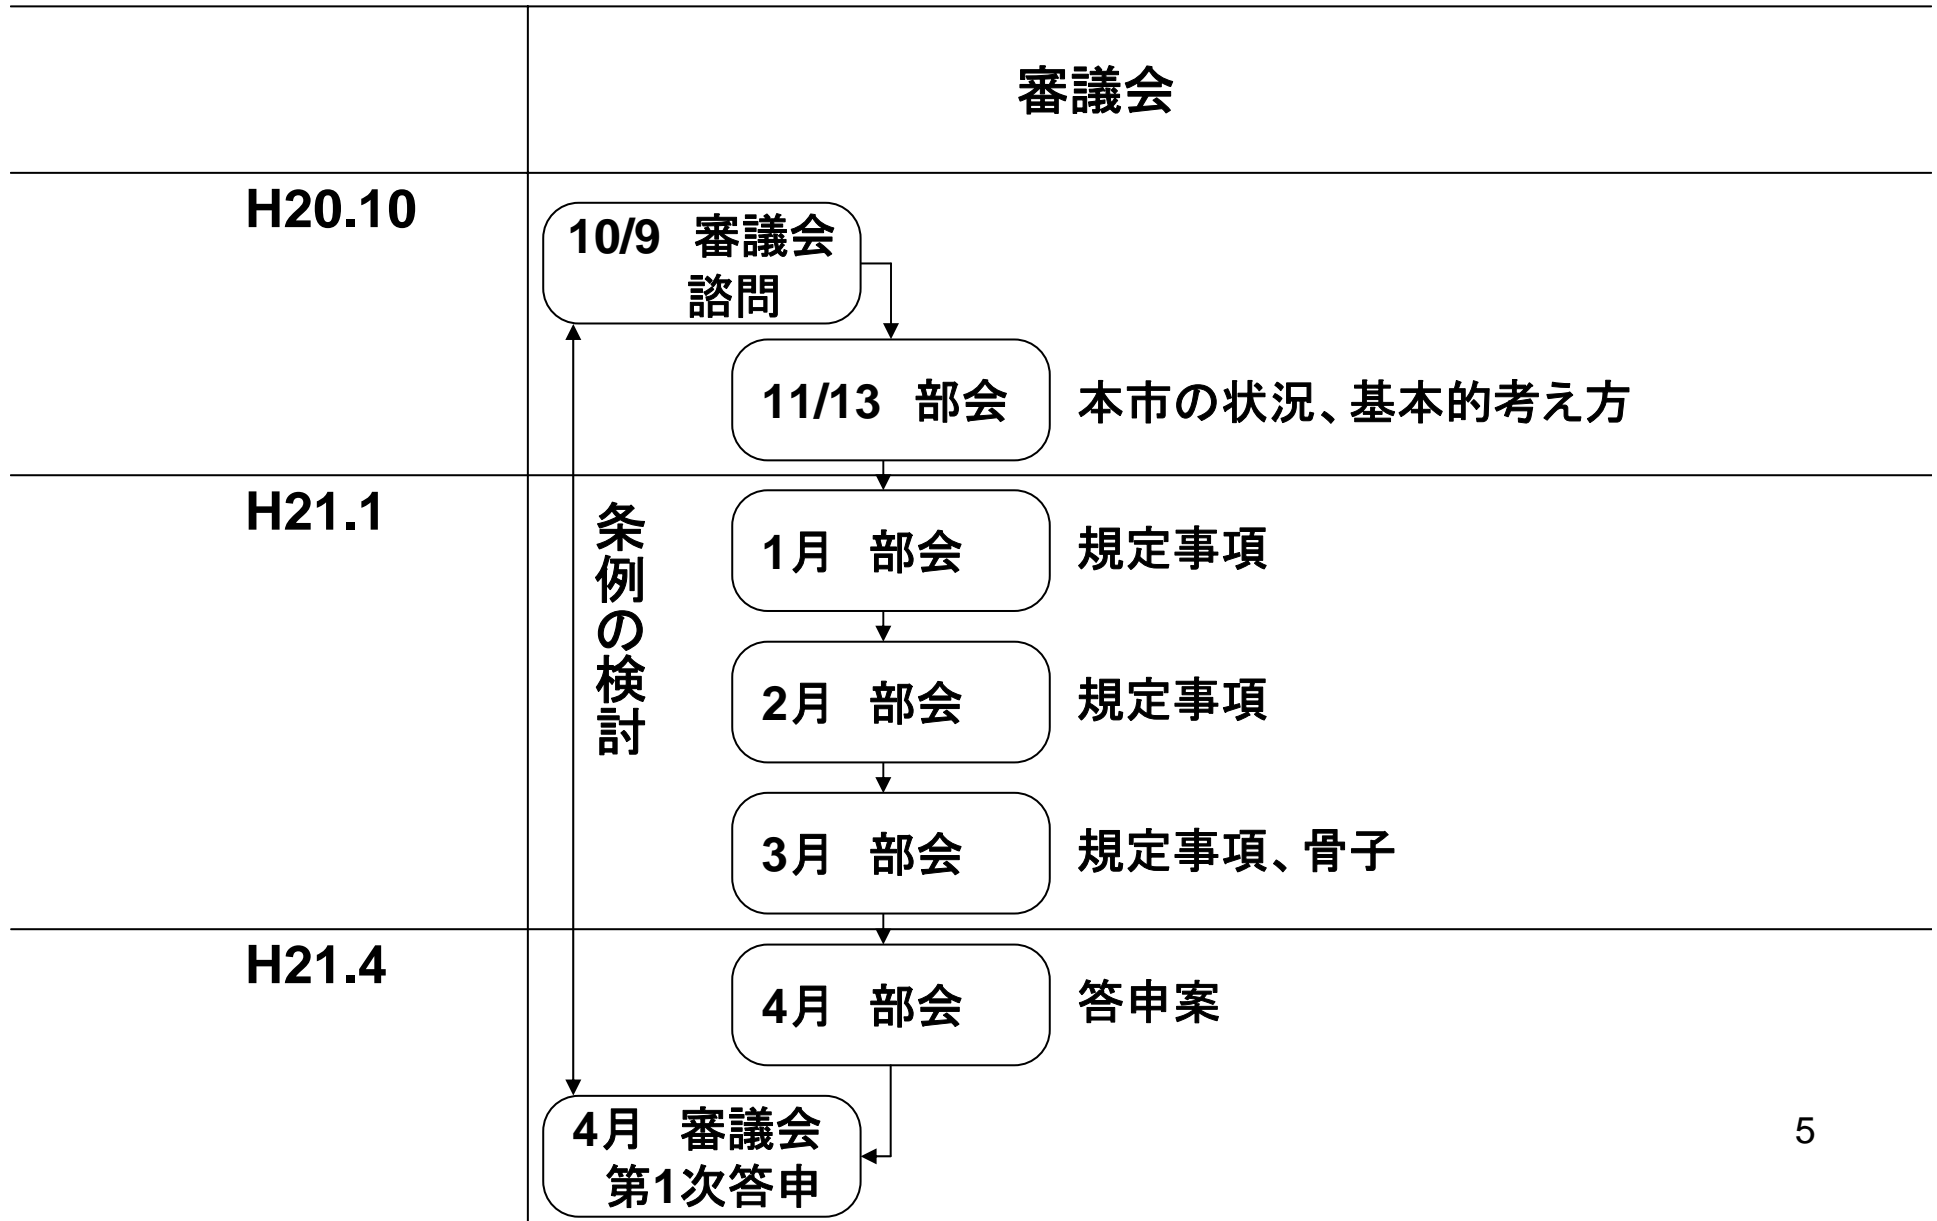 審議会
H20.10
10/9 審議会
諮問
11/13 部会
本市の状況、基本的考え方
H21.1
条例の検討
1月 部会
規定事項
2月 部会
規定事項
3月 部会
規定事項、骨子
H21.4
4月 部会
答申案
4月 審議会
第1次答申
5